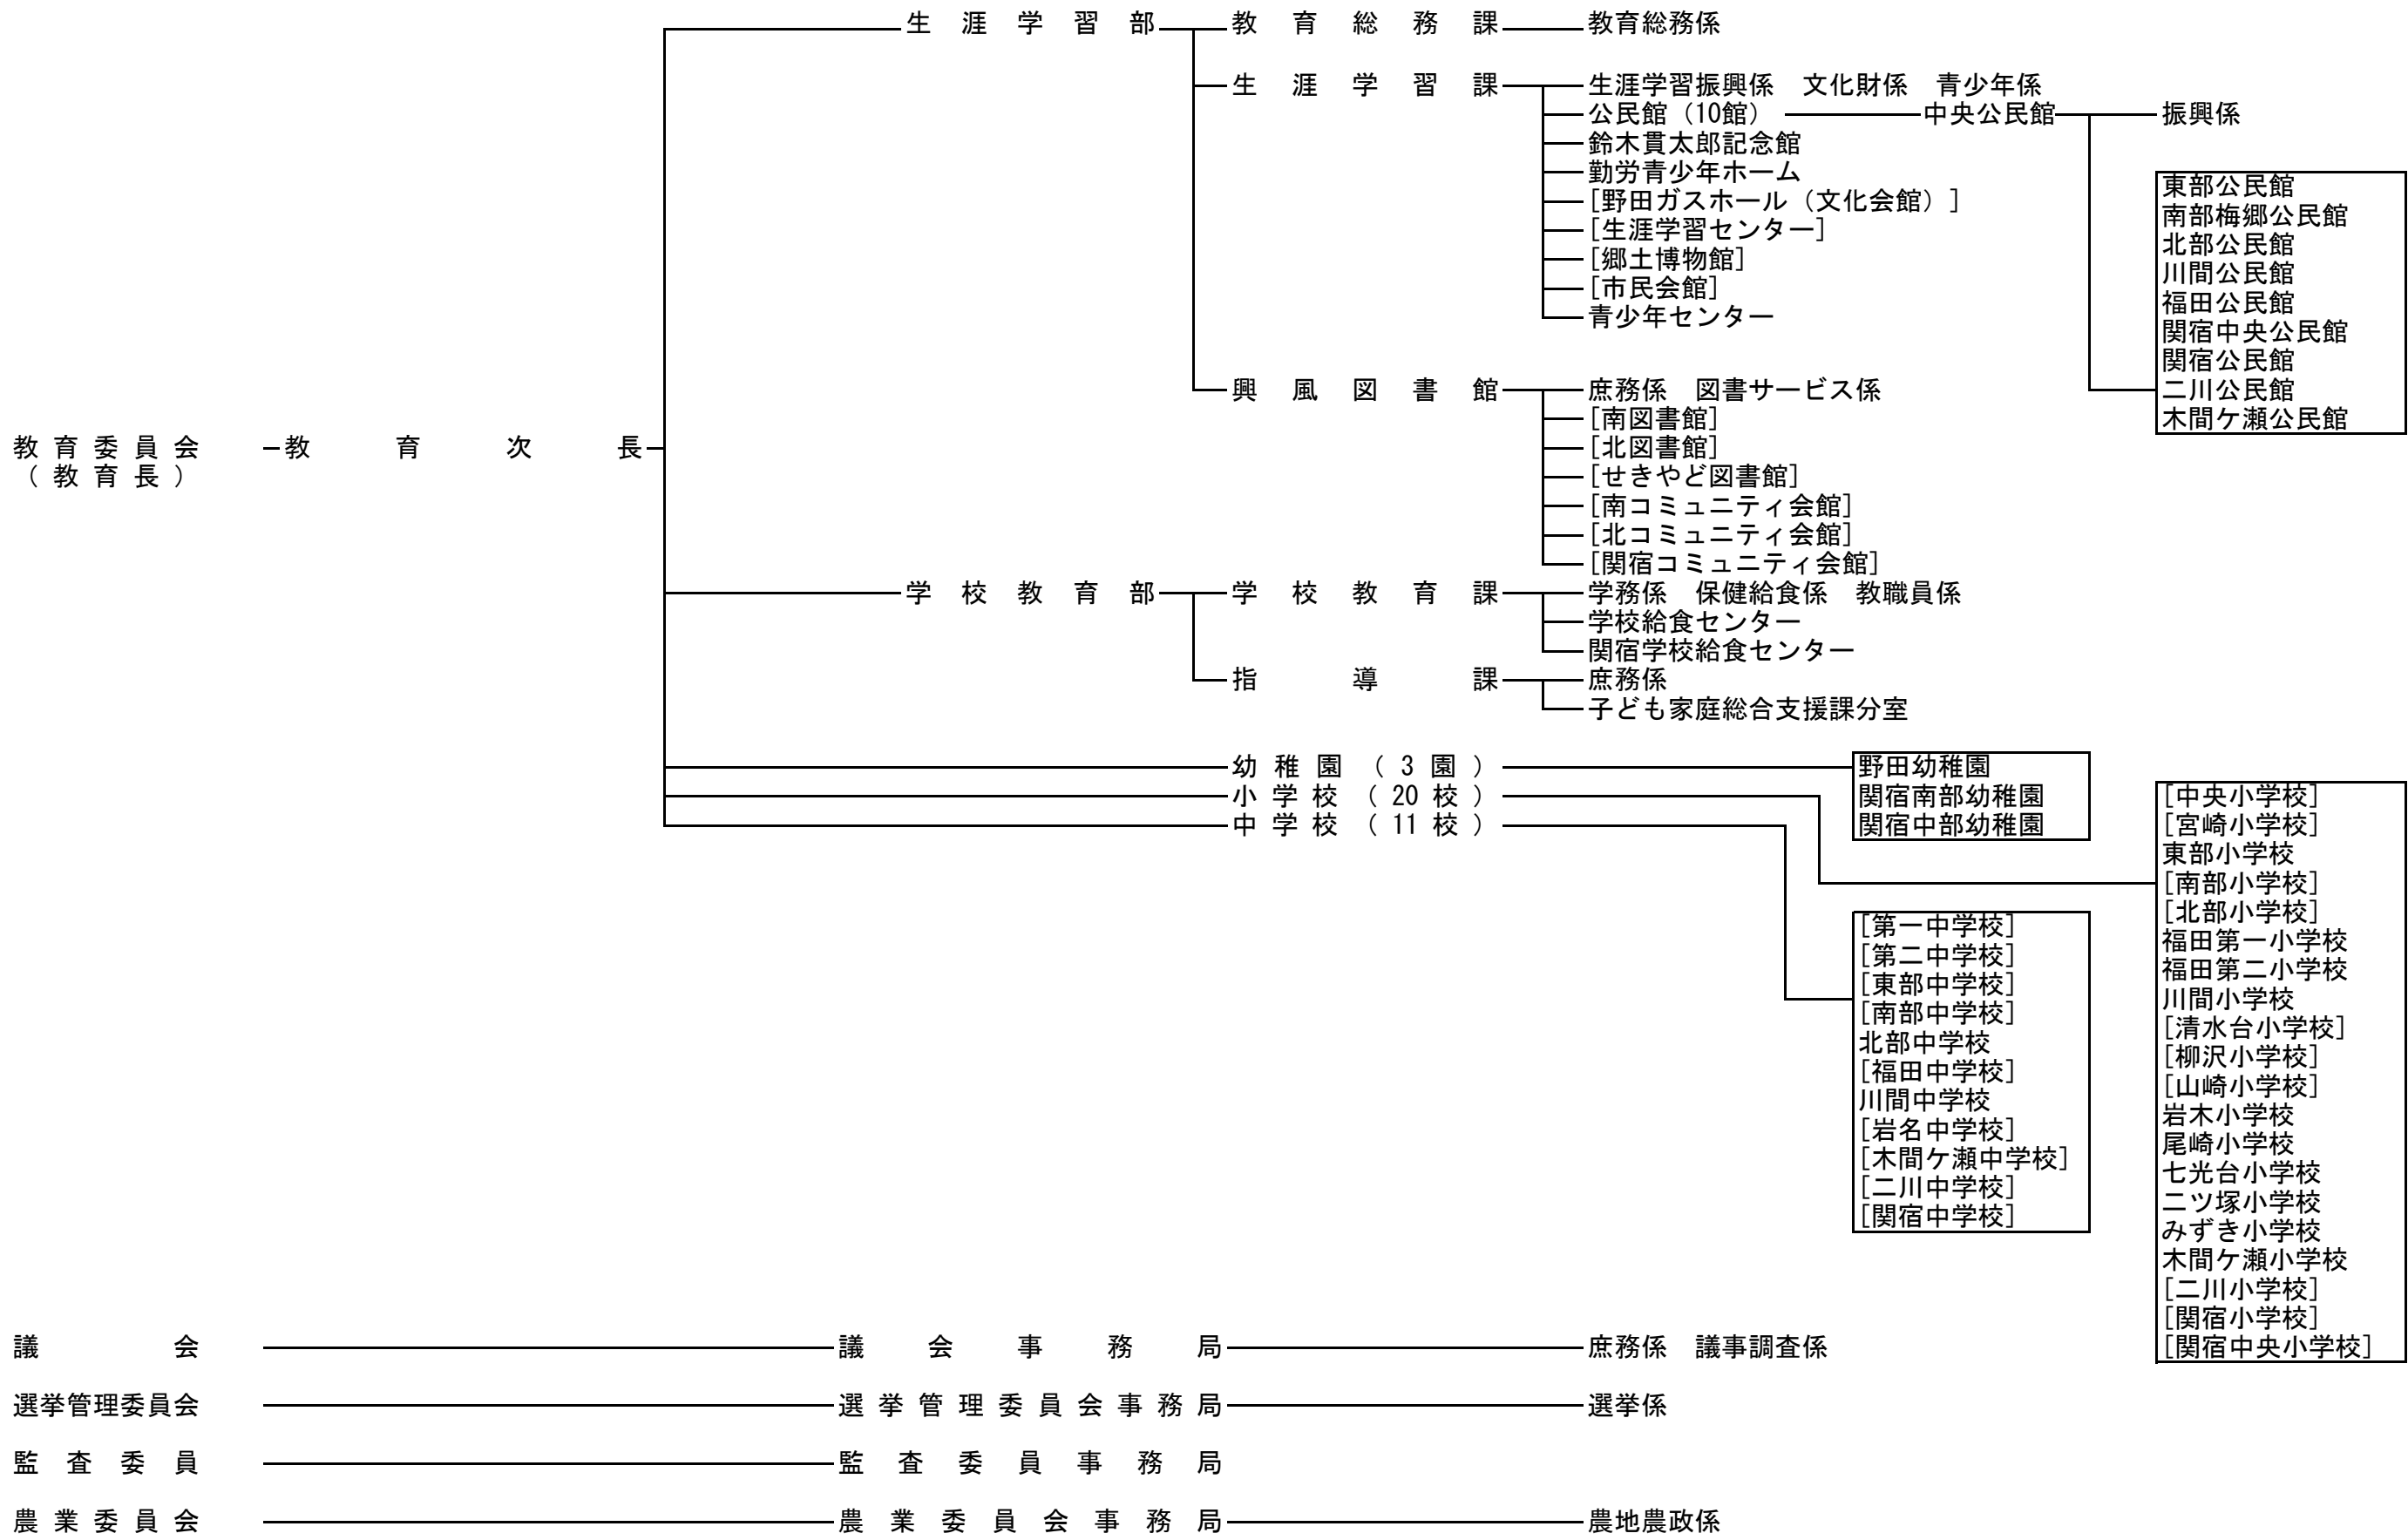 生涯学習部 教育総務課 教育総務係
生涯学習課 生涯学習振興係 文化財係 青少年係
公民館（10館） 中央公民館 振興係
鈴木貫太郎記念館
勤労青少年ホーム
[野田ガスホール（文化会館）]
[生涯学習センター]
[郷土博物館]
[市民会館]
青少年センター
東部公民館
南部梅郷公民館
北部公民館
川間公民館
福田公民館
関宿中央公民館
関宿公民館
二川公民館
木間ケ瀬公民館
興風図書館 庶務係 図書サービス係
[南図書館]
[北図書館]
[せきやど図書館]
[南コミュニティ会館]
[北コミュニティ会館]
[関宿コミュニティ会館]
教育委員会 教育次長
（教育長）
学校教育部 学校教育課 学務係 保健給食係 教職員係
学校給食センター
関宿学校給食センター
指導課 庶務係
子ども家庭総合支援課分室
幼稚園（3園） 野田幼稚園
関宿南部幼稚園
関宿中部幼稚園
小学校（20校）
中学校（11校）
[中央小学校]
[宮崎小学校]
東部小学校
[南部小学校]
[北部小学校]
福田第一小学校
福田第二小学校
川間小学校
[清水台小学校]
[柳沢小学校]
[山崎小学校]
岩木小学校
尾崎小学校
七光台小学校
二ツ塚小学校
みずき小学校
木間ケ瀬小学校
[二川小学校]
[関宿小学校]
[関宿中央小学校]
[第一中学校]
[第二中学校]
[東部中学校]
[南部中学校]
北部中学校
[福田中学校]
川間中学校
[岩名中学校]
[木間ケ瀬中学校]
[二川中学校]
[関宿中学校]
議会 議会事務局 庶務係 議事調査係
選挙管理委員会 選挙管理委員会事務局 選挙係
監査委員 監査委員事務局
農業委員会 農業委員会事務局 農地農政係